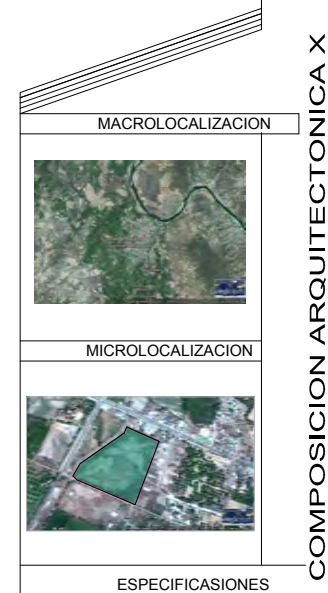 MACROLOCALIZACION
MICROLOCALIZACION
ESPECIFICASIONES
COMPOSICION ARQUITECTONICA X